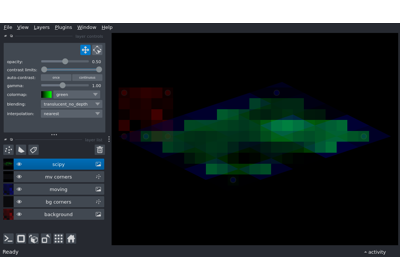 File View Layers Plugins Window Help
opacity: 0.50
contrast limits:
auto-contrast: once continuous
gamma: 1.00
colormap: green
blending: translucent_no_depth
interpolation: nearest
scipy
mv corners
moving
bg corners
background
Ready activity